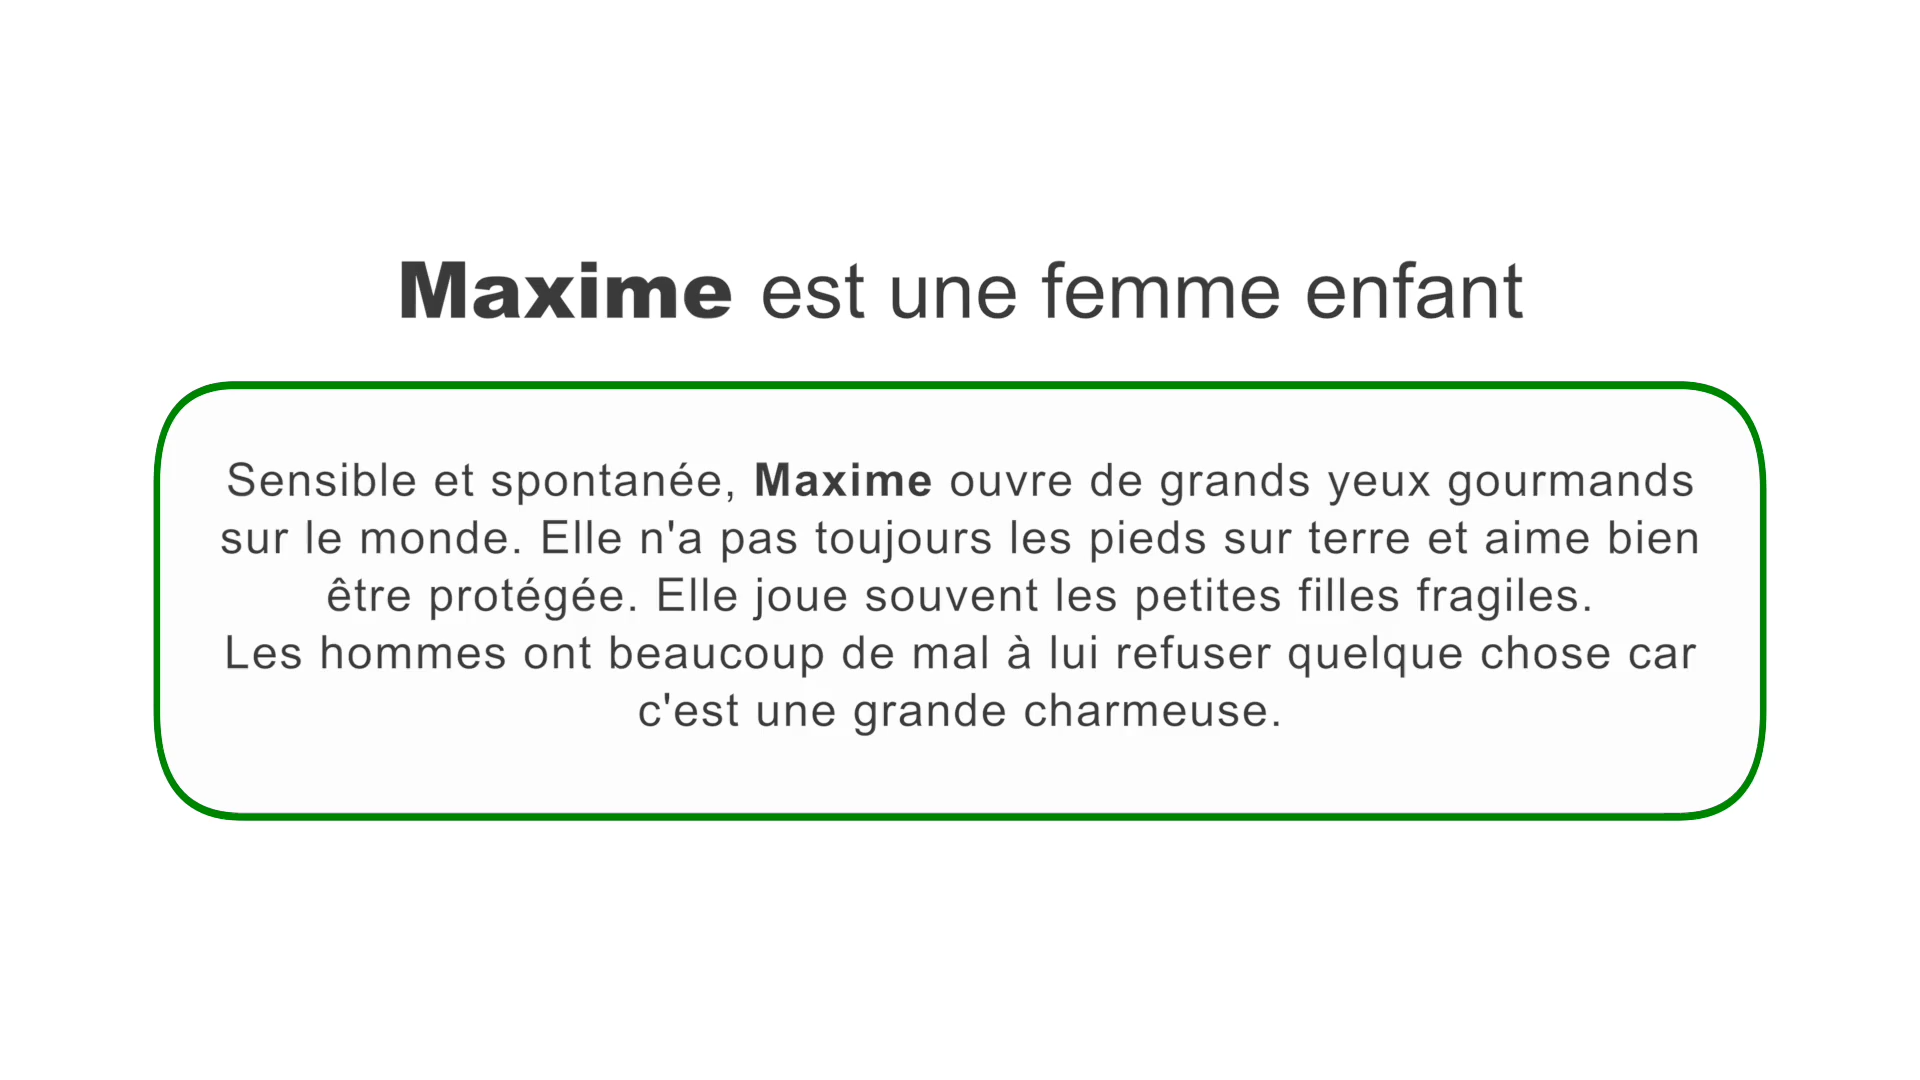 Maxime est une femme enfant
Sensible et spontanée, Maxime ouvre de grands yeux gourmands
sur le monde. Elle n'a pas toujours les pieds sur terre et aime bien
être protégée. Elle joue souvent les petites filles fragiles.
Les hommes ont beaucoup de mal à lui refuser quelque chose car
c'est une grande charmeuse.